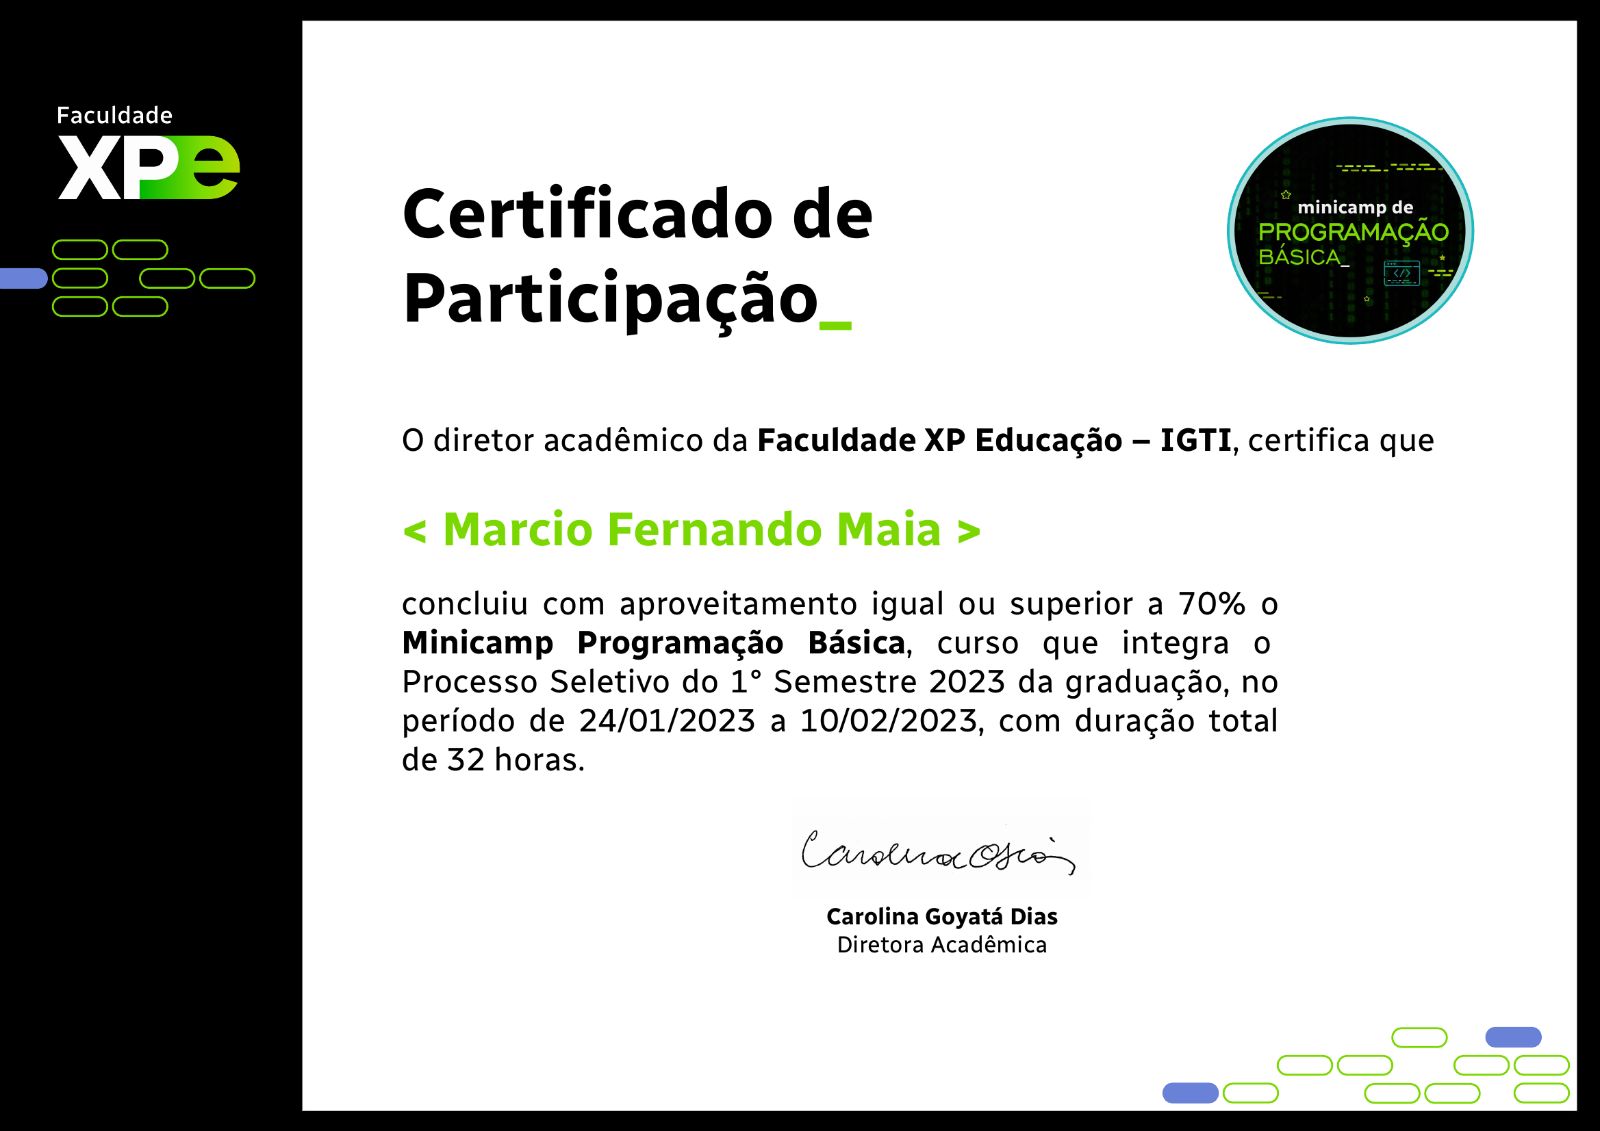 Faculdade
XPe
Certificado de
Participação_
minicamp de
PROGRAMAÇÃO
BÁSICA_
</>
O diretor acadêmico da Faculdade XP Educação – IGTI, certifica que
< Marcio Fernando Maia >
concluiu com aproveitamento igual ou superior a 70% o
Minicamp Programação Básica, curso que integra o
Processo Seletivo do 1° Semestre 2023 da graduação, no
período de 24/01/2023 a 10/02/2023, com duração total
de 32 horas.
Carolina Goyatá Dias
Diretora Acadêmica